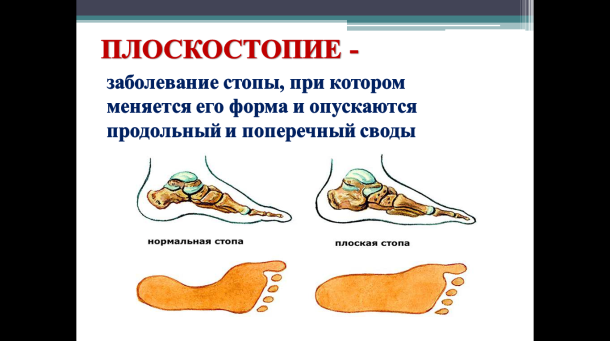 ПЛОСКОСТОПИЕ -
заболевание стопы, при котором
меняется его форма и опускаются
продольный и поперечный своды
нормальная стопа
плоская стопа